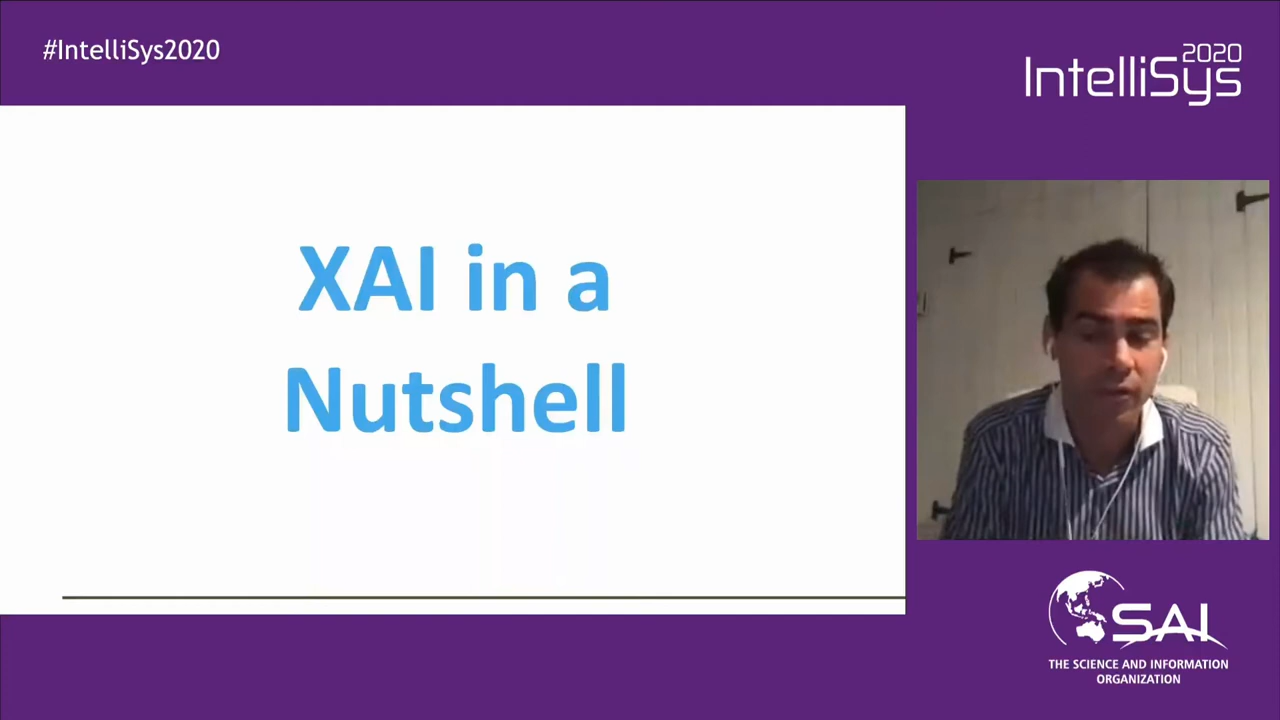 #IntelliSys2020
2020
IntelliSys
XAI in a
Nutshell
SAI
THE SCIENCE AND INFORMATION
ORGANIZATION